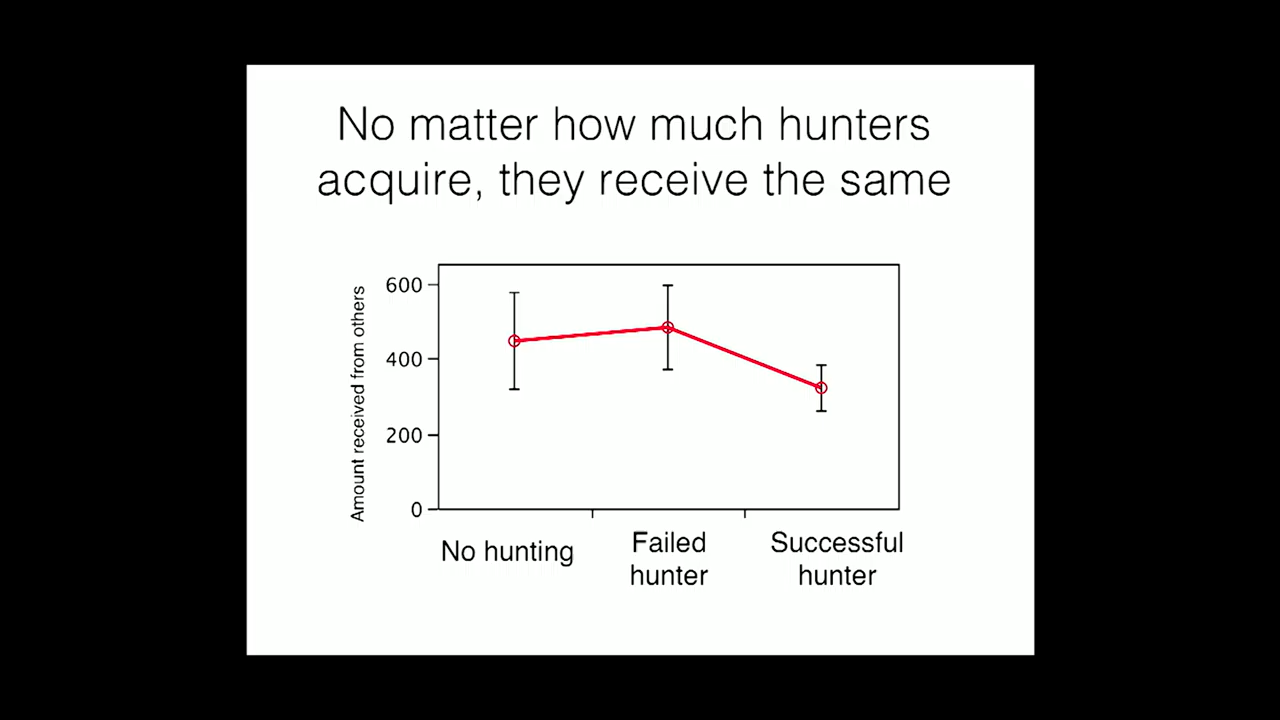 No matter how much hunters
acquire, they receive the same
Amount received from others
600
400
200
0
No hunting
Failed
hunter
Successful
hunter